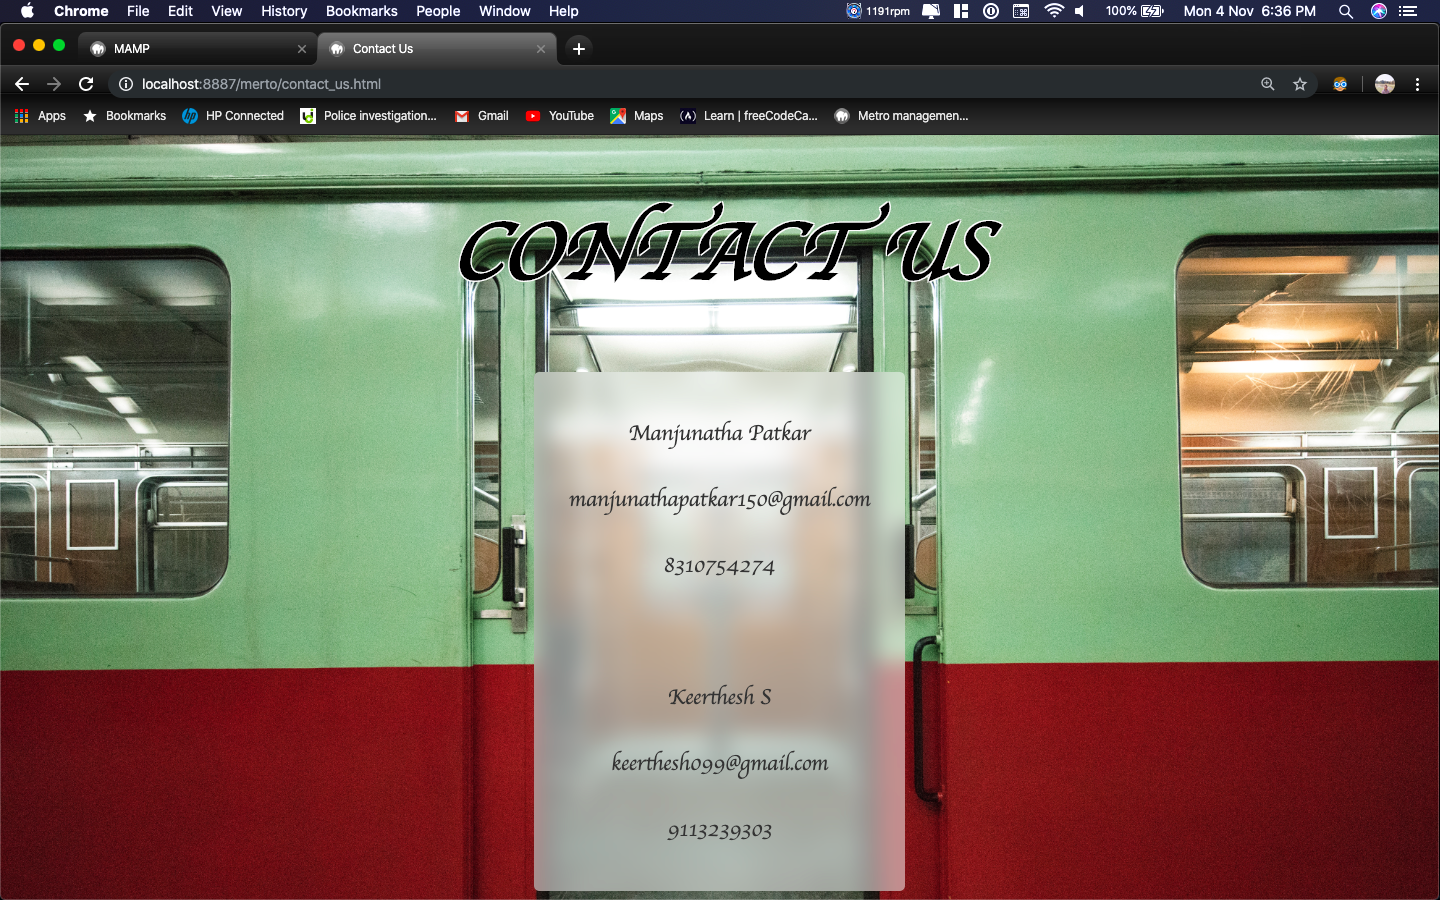 Chrome File Edit View History Bookmarks People Window Help 1191rpm 100% Mon 4 Nov 6:36 PM
MAMP Contact Us
localhost:8887/merto/contact_us.html
Apps Bookmarks HP Connected Police investigation... Gmail YouTube Maps Learn | freeCodeCa... Metro managemen...
CONTACT US
Manjunatha Patkar
manjunathapatkar150@gmail.com
8310754274
Keerthesh S
keerthesh099@gmail.com
9113239303